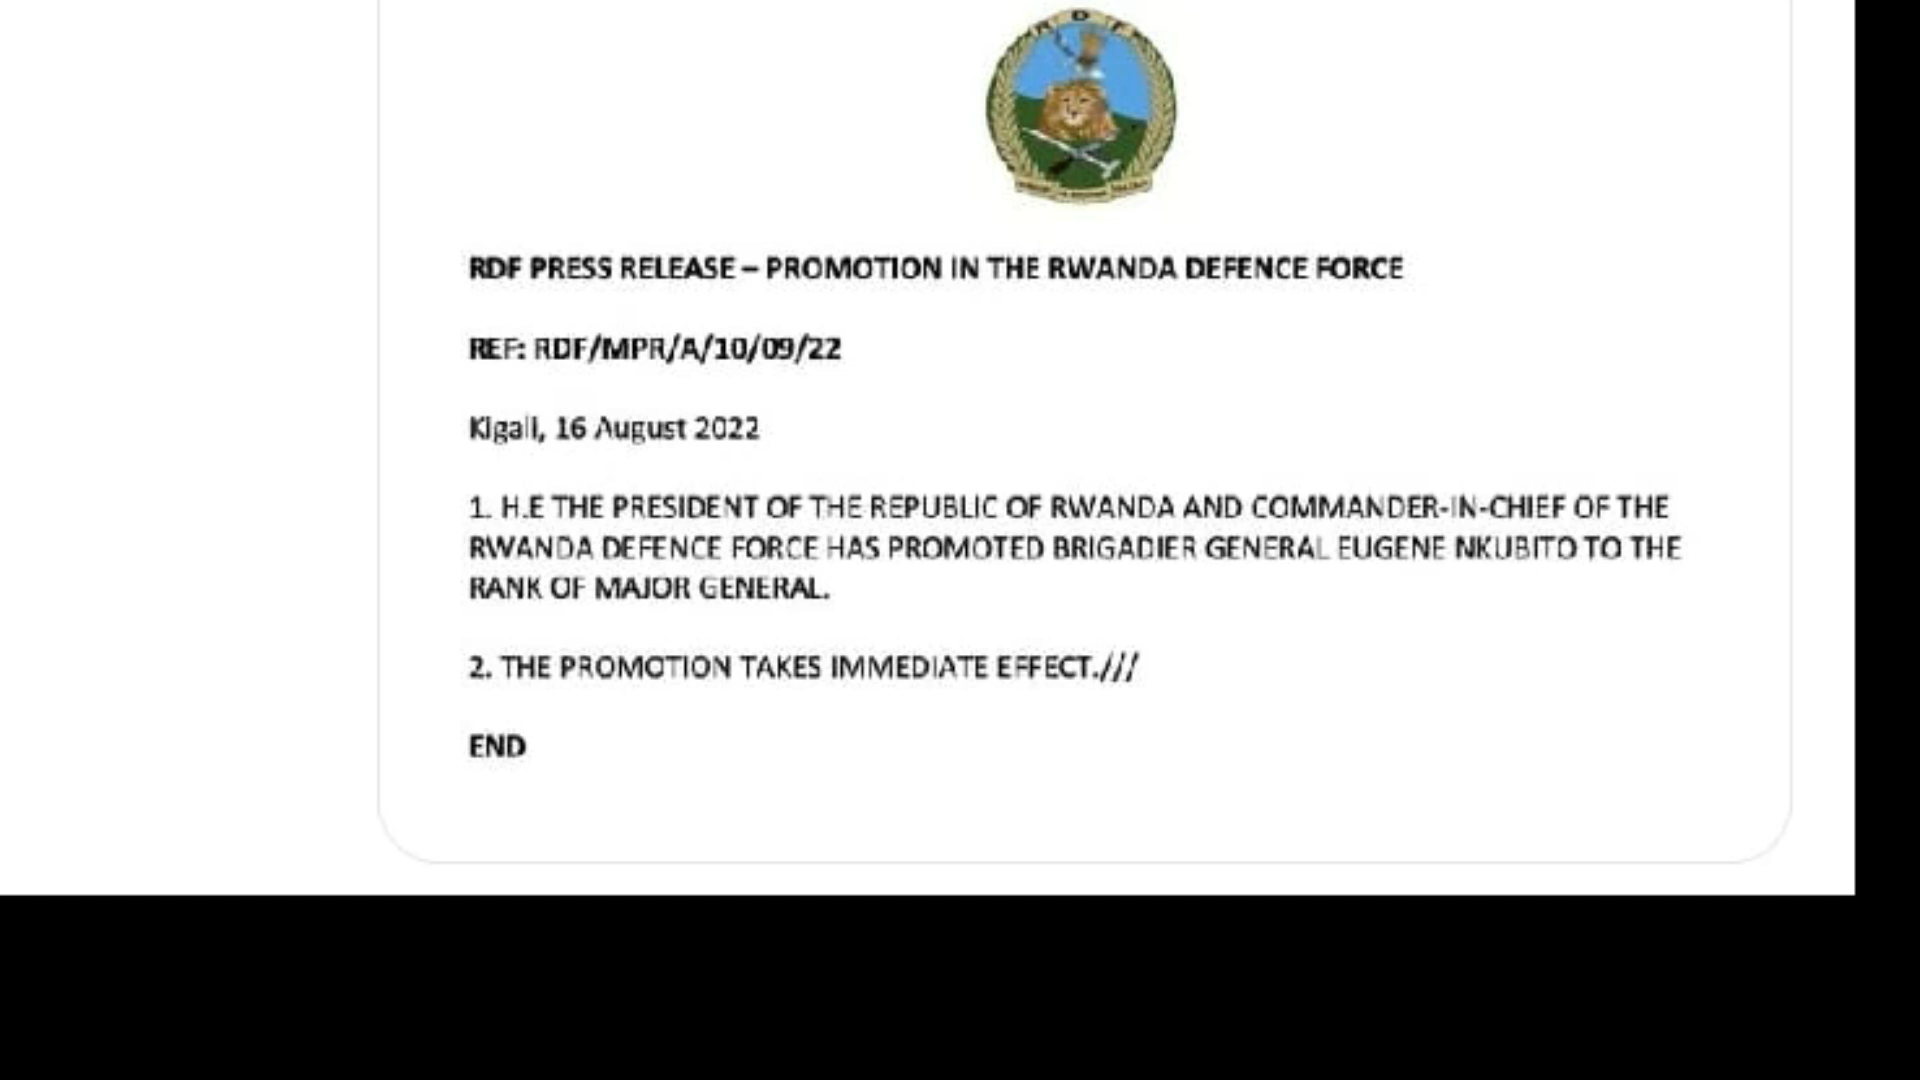 R D F
RDF PRESS RELEASE – PROMOTION IN THE RWANDA DEFENCE FORCE
REF: RDF/MPR/A/10/09/22
Kigali, 16 August 2022
1. H.E THE PRESIDENT OF THE REPUBLIC OF RWANDA AND COMMANDER-IN-CHIEF OF THE
RWANDA DEFENCE FORCE HAS PROMOTED BRIGADIER GENERAL EUGENE NKUBITO TO THE
RANK OF MAJOR GENERAL.
2. THE PROMOTION TAKES IMMEDIATE EFFECT.///
END